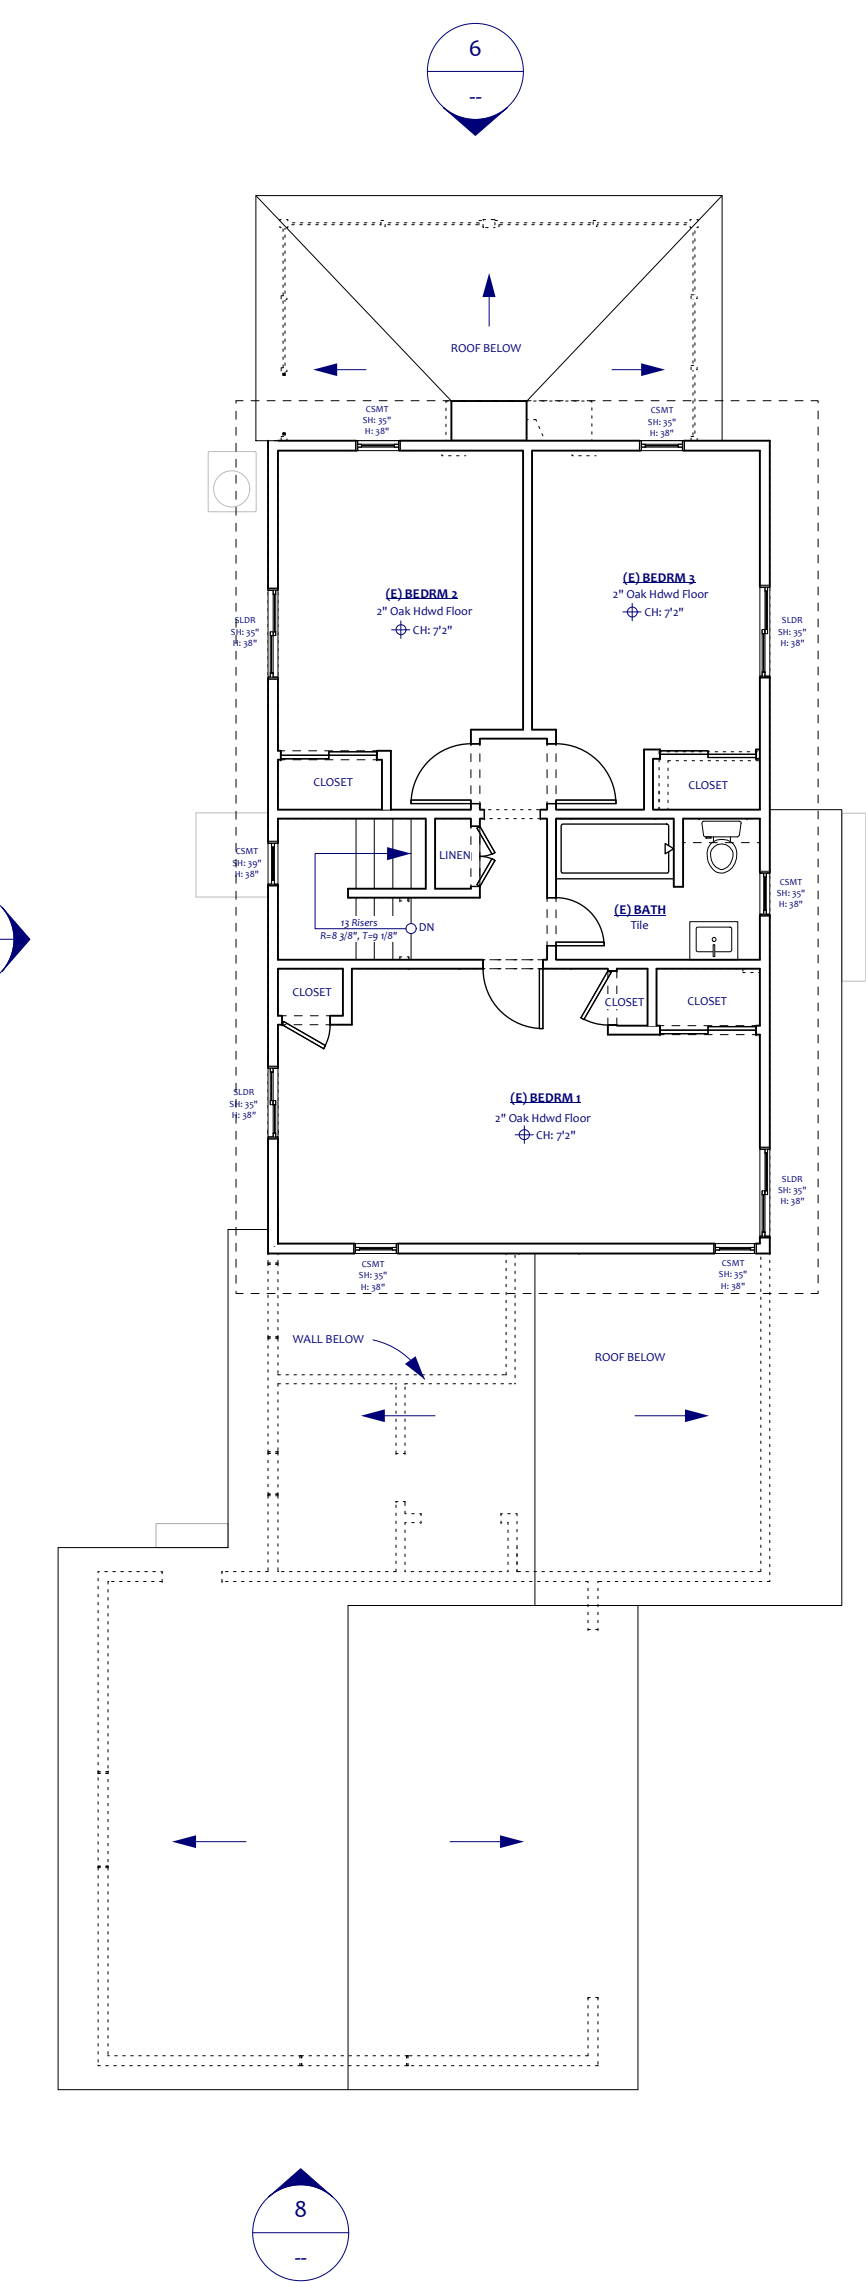 6
--
ROOF BELOW
CSMT
SH: 35"
H: 38"
CSMT
SH: 35"
H: 38"
(E) BEDRM 2
2" Oak Hdwd Floor
CH: 7'2"
(E) BEDRM 3
2" Oak Hdwd Floor
CH: 7'2"
SLDR
SH: 35"
H: 38"
SLDR
SH: 35"
H: 38"
CLOSET
CLOSET
CSMT
SH: 39"
H: 38"
LINEN
CSMT
SH: 35"
H: 38"
(E) BATH
Tile
13 Risers
R=8 3/8", T=9 1/8"
DN
CLOSET
CLOSET
CLOSET
SLDR
SH: 35"
H: 38"
(E) BEDRM 1
2" Oak Hdwd Floor
CH: 7'2"
SLDR
SH: 35"
H: 38"
CSMT
SH: 35"
H: 38"
CSMT
SH: 35"
H: 38"
WALL BELOW
ROOF BELOW
8
--